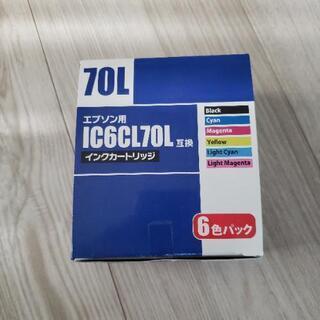 70L
エプソン用
IC6CL70L 互換
インクカートリッジ
Black
Cyan
Magenta
Yellow
Light Cyan
Light Magenta
6色パック